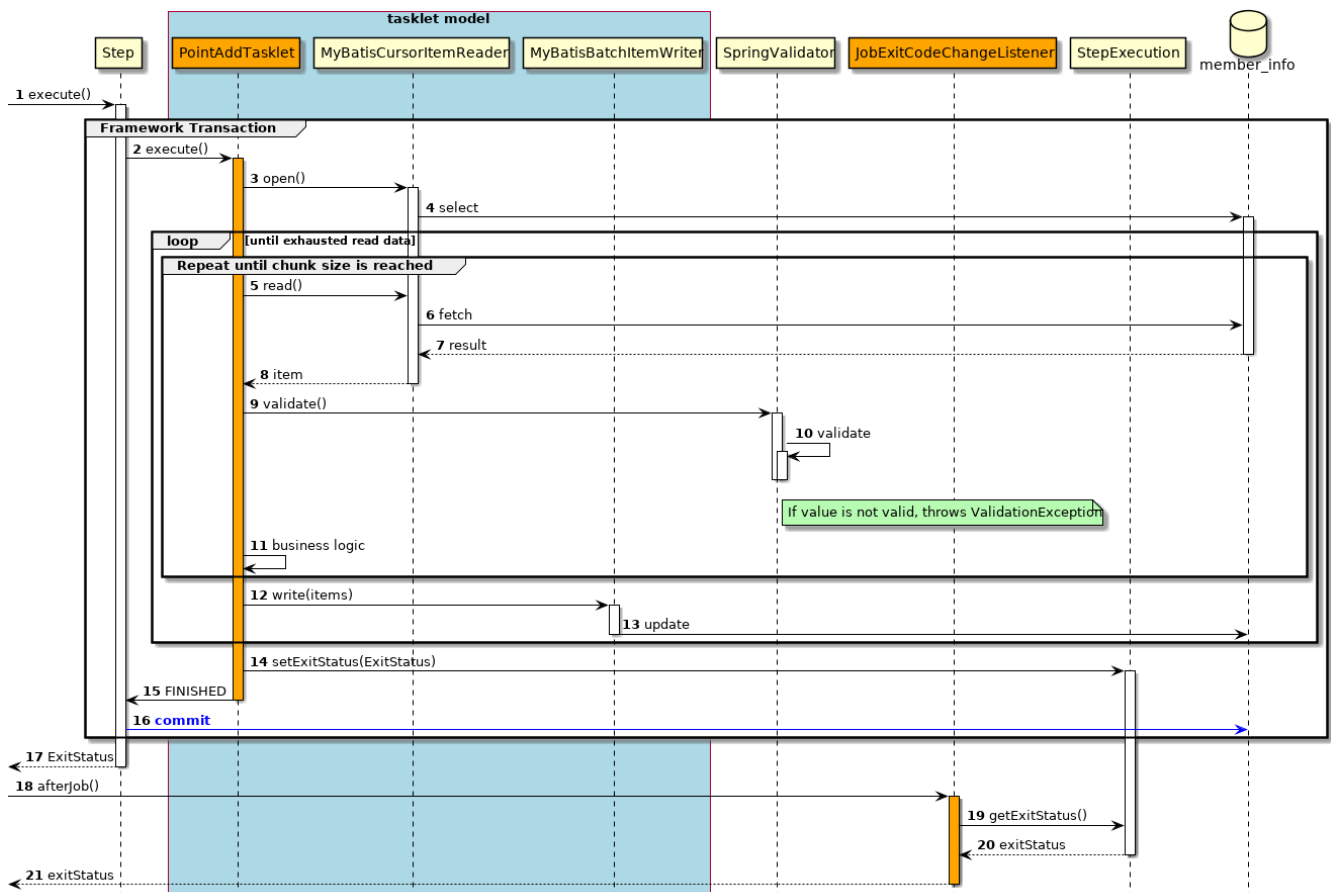 tasklet model
Step
PointAddTasklet
MyBatisCursorItemReader
MyBatisBatchItemWriter
SpringValidator
JobExitCodeChangeListener
StepExecution
member_info
1 execute()
Framework Transaction
2 execute()
3 open()
4 select
loop [until exhausted read data]
Repeat until chunk size is reached
5 read()
6 fetch
7 result
8 item
9 validate()
10 validate
If value is not valid, throws ValidationException
11 business logic
12 write(items)
13 update
14 setExitStatus(ExitStatus)
15 FINISHED
16 commit
17 ExitStatus
18 afterJob()
19 getExitStatus()
20 exitStatus
21 exitStatus